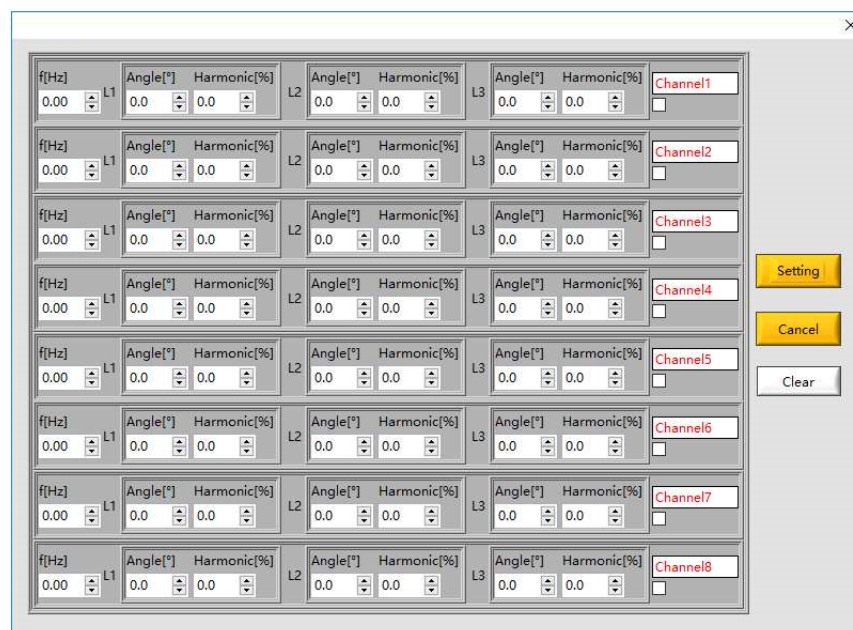 f[Hz] Angle[°] Harmonic[%] Angle[°] Harmonic[%] Angle[°] Harmonic[%] Channel1
0.00 L1 0.0 0.0 L2 0.0 0.0 L3 0.0 0.0
f[Hz] Angle[°] Harmonic[%] Angle[°] Harmonic[%] Angle[°] Harmonic[%] Channel2
0.00 L1 0.0 0.0 L2 0.0 0.0 L3 0.0 0.0
f[Hz] Angle[°] Harmonic[%] Angle[°] Harmonic[%] Angle[°] Harmonic[%] Channel3
0.00 L1 0.0 0.0 L2 0.0 0.0 L3 0.0 0.0
f[Hz] Angle[°] Harmonic[%] Angle[°] Harmonic[%] Angle[°] Harmonic[%] Channel4
0.00 L1 0.0 0.0 L2 0.0 0.0 L3 0.0 0.0
f[Hz] Angle[°] Harmonic[%] Angle[°] Harmonic[%] Angle[°] Harmonic[%] Channel5
0.00 L1 0.0 0.0 L2 0.0 0.0 L3 0.0 0.0
f[Hz] Angle[°] Harmonic[%] Angle[°] Harmonic[%] Angle[°] Harmonic[%] Channel6
0.00 L1 0.0 0.0 L2 0.0 0.0 L3 0.0 0.0
f[Hz] Angle[°] Harmonic[%] Angle[°] Harmonic[%] Angle[°] Harmonic[%] Channel7
0.00 L1 0.0 0.0 L2 0.0 0.0 L3 0.0 0.0
f[Hz] Angle[°] Harmonic[%] Angle[°] Harmonic[%] Angle[°] Harmonic[%] Channel8
0.00 L1 0.0 0.0 L2 0.0 0.0 L3 0.0 0.0
Setting
Cancel
Clear